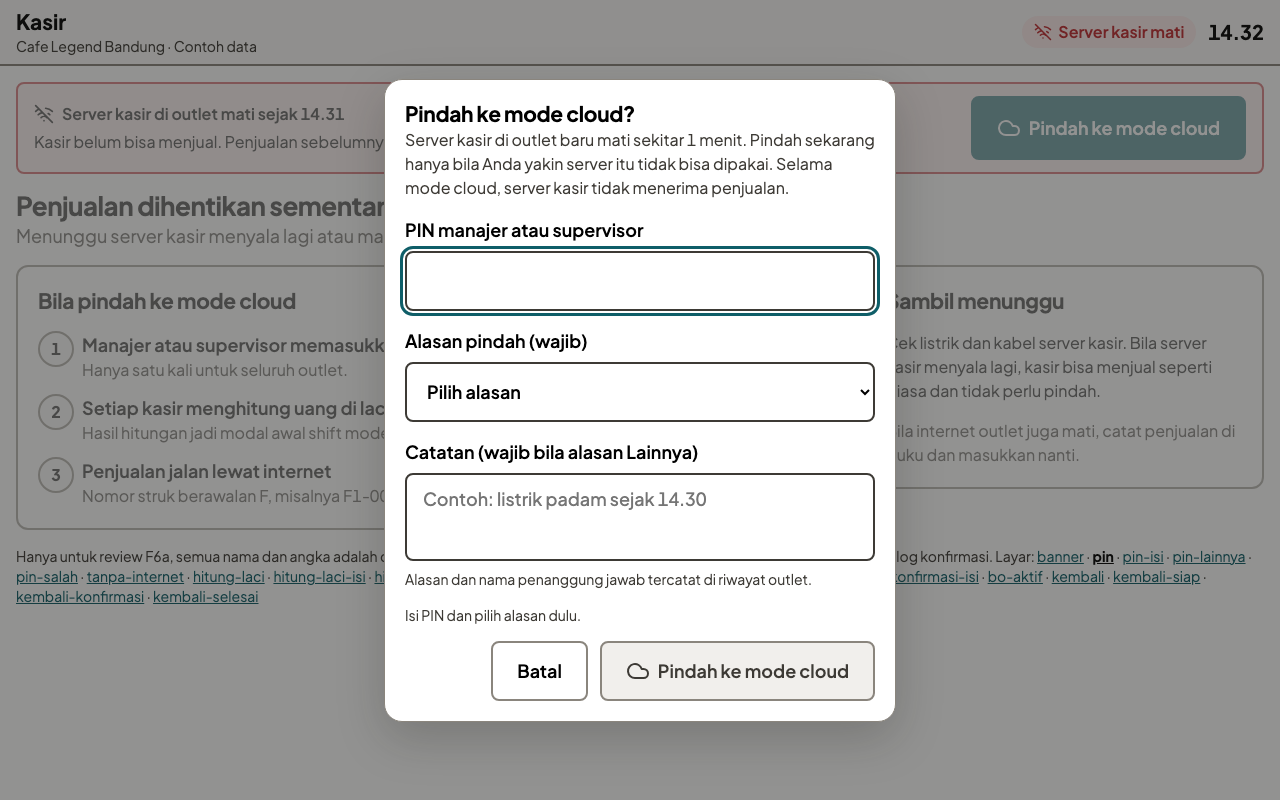 Kasir
Cafe Legend Bandung · Contoh data
Server kasir mati
14.32
Server kasir di outlet mati sejak 14.31
Kasir belum bisa menjual. Penjualan sebelumny
Pindah ke mode cloud
Penjualan dihentikan sementar
Menunggu server kasir menyala lagi atau ma
Bila pindah ke mode cloud
1 Manajer atau supervisor memasukk
Hanya satu kali untuk seluruh outlet.
2 Setiap kasir menghitung uang di lac
Hasil hitungan jadi modal awal shift mode
3 Penjualan jalan lewat internet
Nomor struk berawalan F, misalnya F1-00
Pindah ke mode cloud?
Server kasir di outlet baru mati sekitar 1 menit. Pindah sekarang
hanya bila Anda yakin server itu tidak bisa dipakai. Selama
mode cloud, server kasir tidak menerima penjualan.
PIN manajer atau supervisor
Alasan pindah (wajib)
Pilih alasan
Catatan (wajib bila alasan Lainnya)
Contoh: listrik padam sejak 14.30
Alasan dan nama penanggung jawab tercatat di riwayat outlet.
Isi PIN dan pilih alasan dulu.
Batal
Pindah ke mode cloud
Sambil menunggu
Cek listrik dan kabel server kasir. Bila server
kasir menyala lagi, kasir bisa menjual seperti
biasa dan tidak perlu pindah.
Bila internet outlet juga mati, catat penjualan di
buku dan masukkan nanti.
Hanya untuk review F6a, semua nama dan angka adalah
log konfirmasi. Layar: banner · pin · pin-isi · pin-lainnya ·
pin-salah · tanpa-internet · hitung-laci · hitung-laci-isi ·
konfirmasi-isi · bo-aktif · kembali · kembali-siap ·
kembali-konfirmasi · kembali-selesai